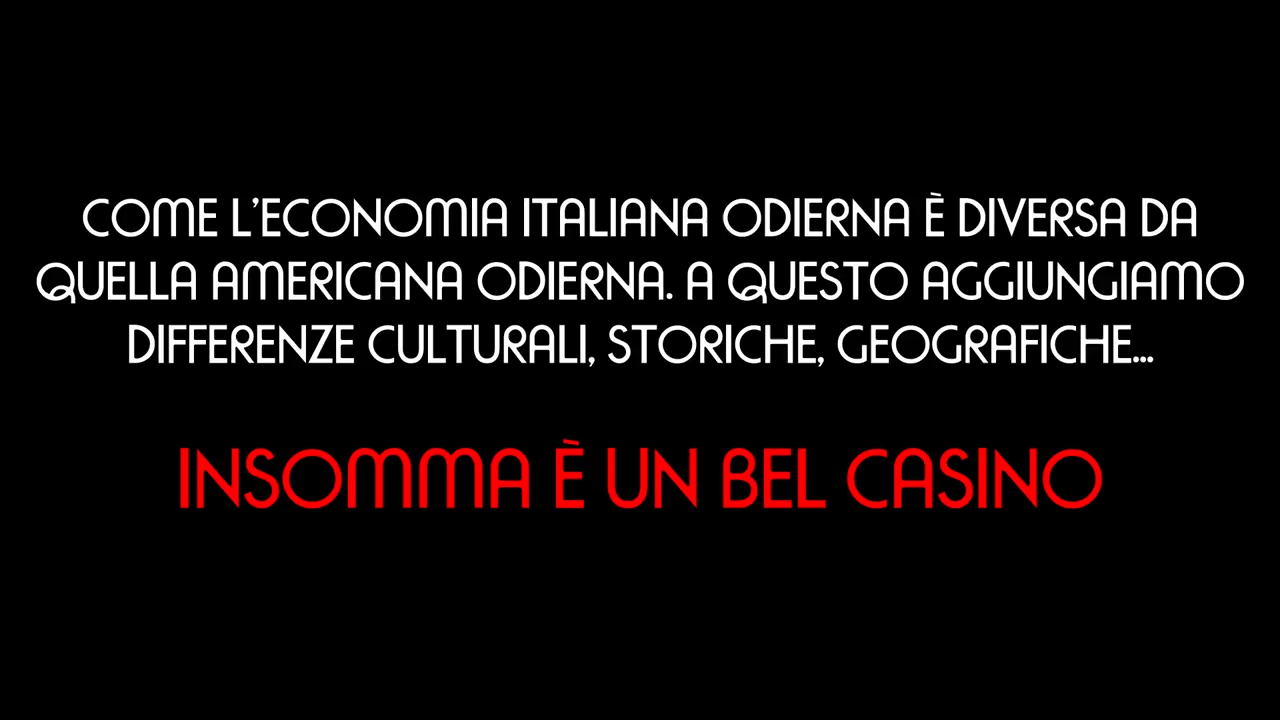 COME L'ECONOMIA ITALIANA ODIERNA È DIVERSA DA
QUELLA AMERICANA ODIERNA. A QUESTO AGGIUNGIAMO
DIFFERENZE CULTURALI, STORICHE, GEOGRAFICHE...
INSOMMA È UN BEL CASINO